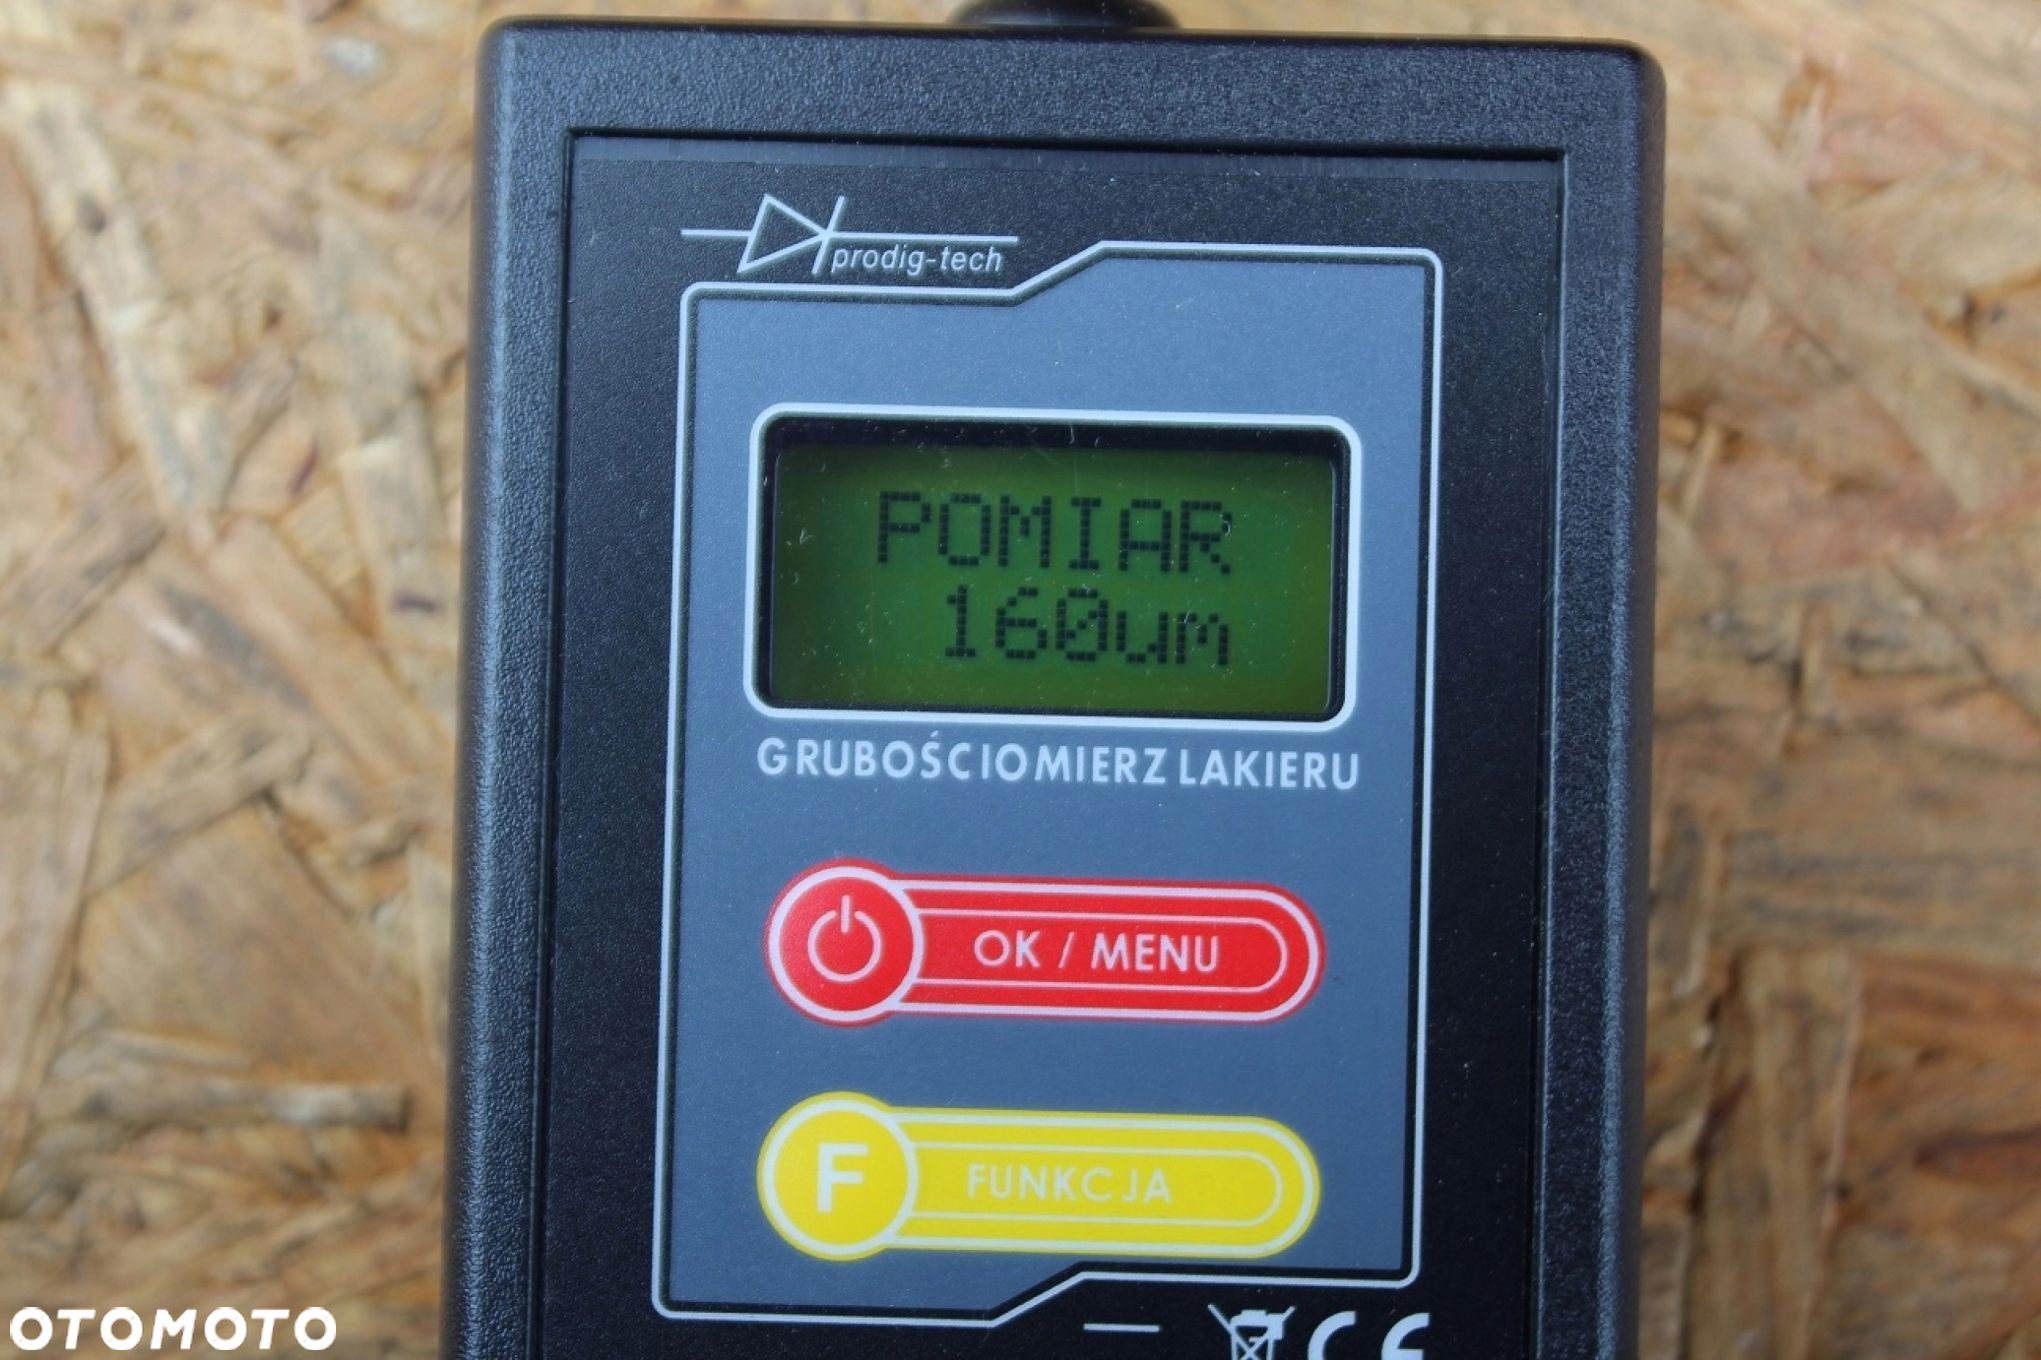 prodig-tech
POMIAR
160um
GRUBOŚCIOMIERZ LAKIERU
OK / MENU
F FUNKCJA
CE
OTOMOTO